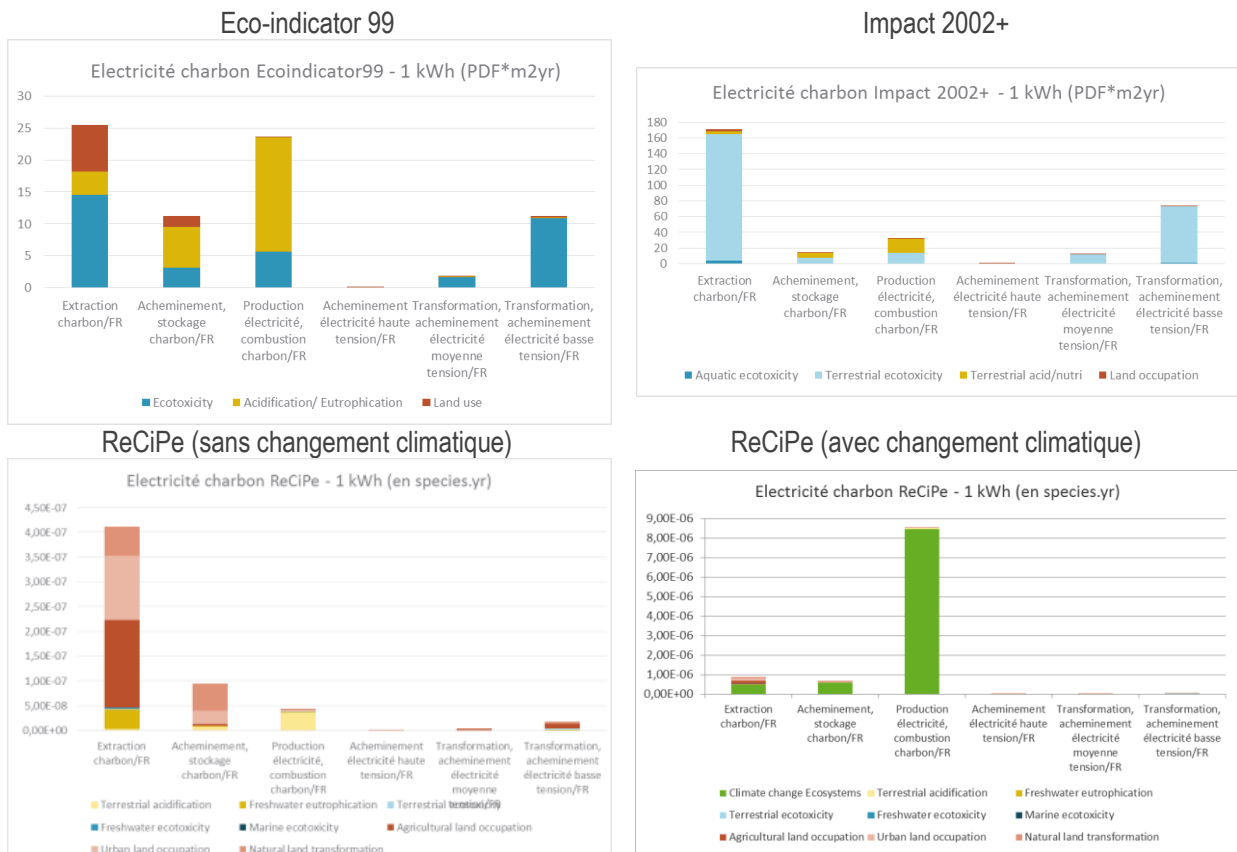 Eco-indicator 99
Electricité charbon Ecoindicator99 - 1 kWh (PDF*m2yr)
30
25
20
15
10
5
0
Extraction charbon/FR
Acheminement, stockage charbon/FR
Production électricité, combustion charbon/FR
Acheminement électricité haute tension/FR
Transformation, acheminement électricité moyenne tension/FR
Transformation, acheminement électricité basse tension/FR
Ecotoxicity
Acidification/ Eutrophication
Land use
Impact 2002+
Electricité charbon Impact 2002+ - 1 kWh (PDF*m2yr)
180
160
140
120
100
80
60
40
20
0
Extraction charbon/FR
Acheminement, stockage charbon/FR
Production électricité, combustion charbon/FR
Acheminement électricité haute tension/FR
Transformation, acheminement électricité moyenne tension/FR
Transformation, acheminement électricité basse tension/FR
Aquatic ecotoxicity
Terrestrial ecotoxicity
Terrestrial acid/nutri
Land occupation
ReCiPe (sans changement climatique)
Electricité charbon ReCiPe - 1 kWh (en species.yr)
4,50E-07
4,00E-07
3,50E-07
3,00E-07
2,50E-07
2,00E-07
1,50E-07
1,00E-07
5,00E-08
0,00E+00
Extraction charbon/FR
Acheminement, stockage charbon/FR
Production électricité, combustion charbon/FR
Acheminement électricité haute tension/FR
Transformation, acheminement électricité moyenne tension/FR
Transformation, acheminement électricité basse tension/FR
Terrestrial acidification
Freshwater eutrophication
Terrestrial
Freshwater ecotoxicity
Marine ecotoxicity
Agricultural land occupation
Urban land occupation
Natural land transformation
ReCiPe (avec changement climatique)
Electricité charbon ReCiPe - 1 kWh (en species.yr)
9,00E-06
8,00E-06
7,00E-06
6,00E-06
5,00E-06
4,00E-06
3,00E-06
2,00E-06
1,00E-06
0,00E+00
Extraction charbon/FR
Acheminement, stockage charbon/FR
Production électricité, combustion charbon/FR
Acheminement électricité haute tension/FR
Transformation, acheminement électricité moyenne tension/FR
Transformation, acheminement électricité basse tension/FR
Climate change Ecosystems
Terrestrial acidification
Freshwater eutrophication
Terrestrial ecotoxicity
Freshwater ecotoxicity
Marine ecotoxicity
Agricultural land occupation
Urban land occupation
Natural land transformation